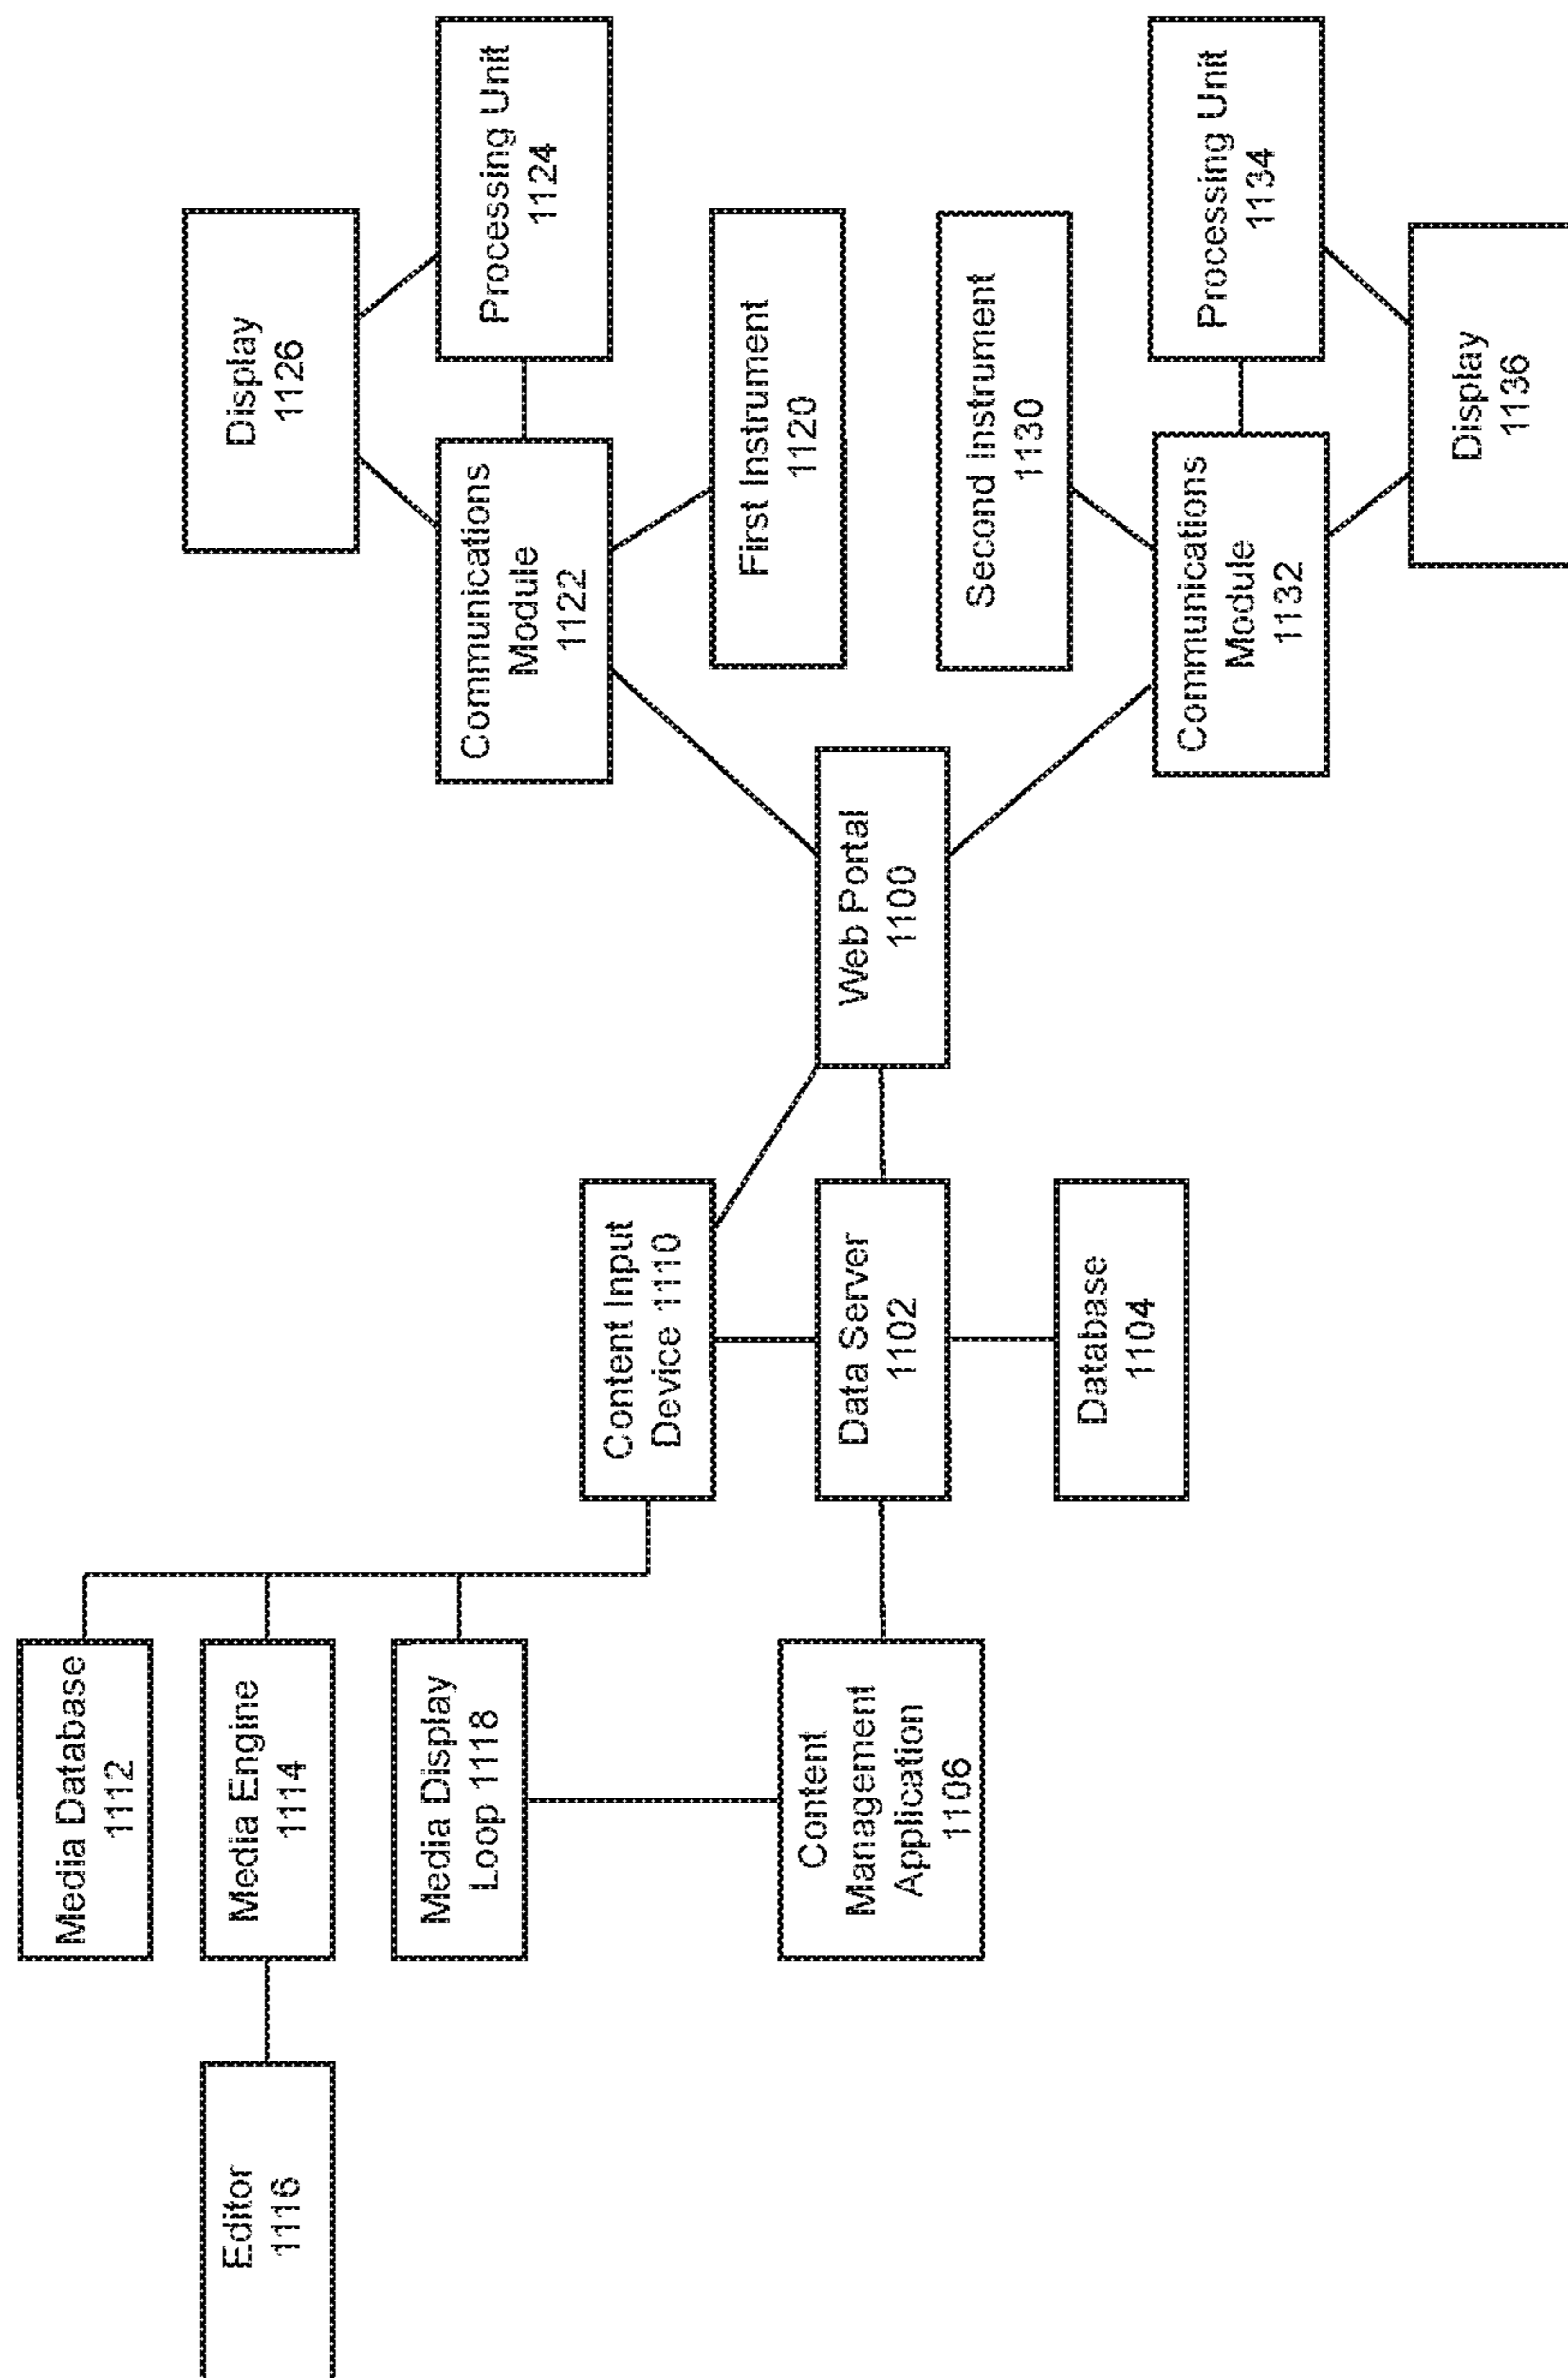 Editor
1116
Media Database
1112
Media Engine
1114
Media Display
Loop 1118
Content
Management
Application
1106
Content Input
Device 1110
Data Server
1102
Database
1104
Web Portal
1100
Display
1126
Communications
Module
1122
Processing Unit
1124
First Instrument
1120
Second Instrument
1130
Communications
Module
1132
Processing Unit
1134
Display
1136